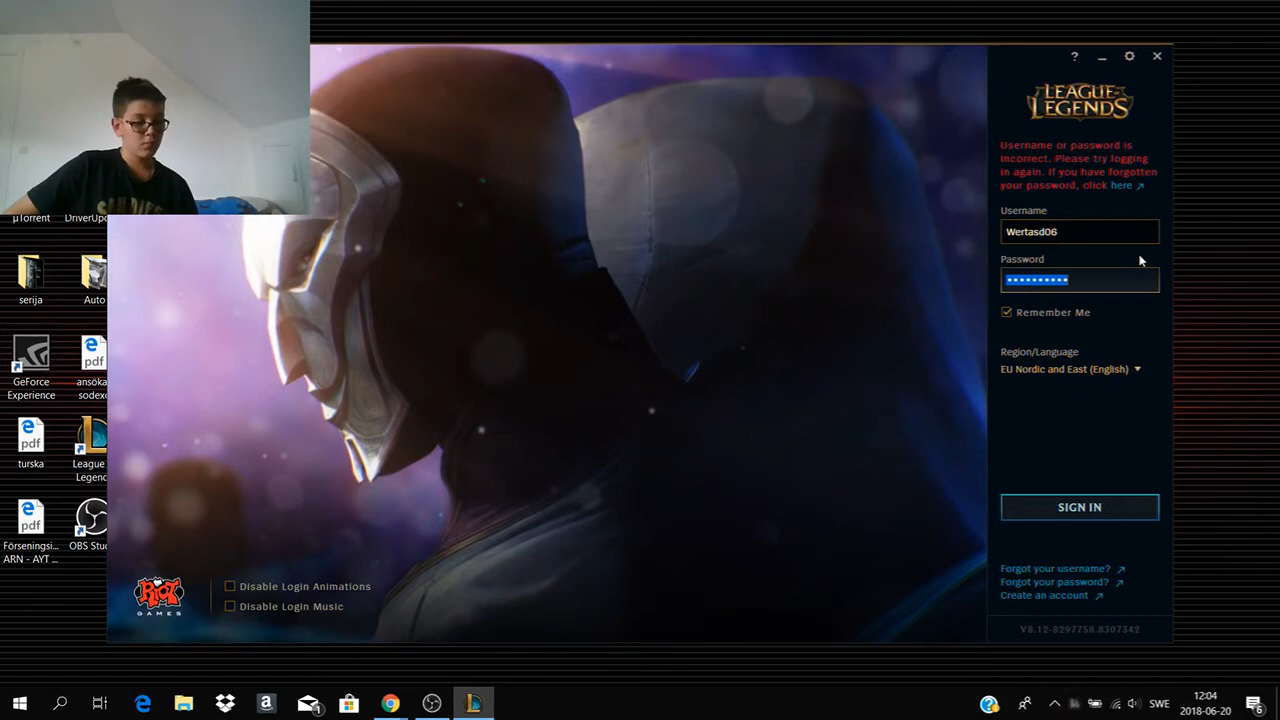 LEAGUE
LEGENDS
Username or password is
incorrect. Please try logging
in again. If you have forgotten
your password, click here
Username
Wertasd06
Password
Remember Me
Region/Language
EU Nordic and East (English)
SIGN IN
Forgot your username?
Forgot your password?
Create an account
V8.12-8297758.8307342
RIOT
GAMES
Disable Login Animations
Disable Login Music
µTorrent
DriverUp
serija
Auto
GeForce
Experience
pdf
ansöka
sodexo
pdf
turska
League
Legend
pdf
Förseningsi...
ARN - AYT ...
OBS Stud
SWE
12:04
2018-06-20
1
6